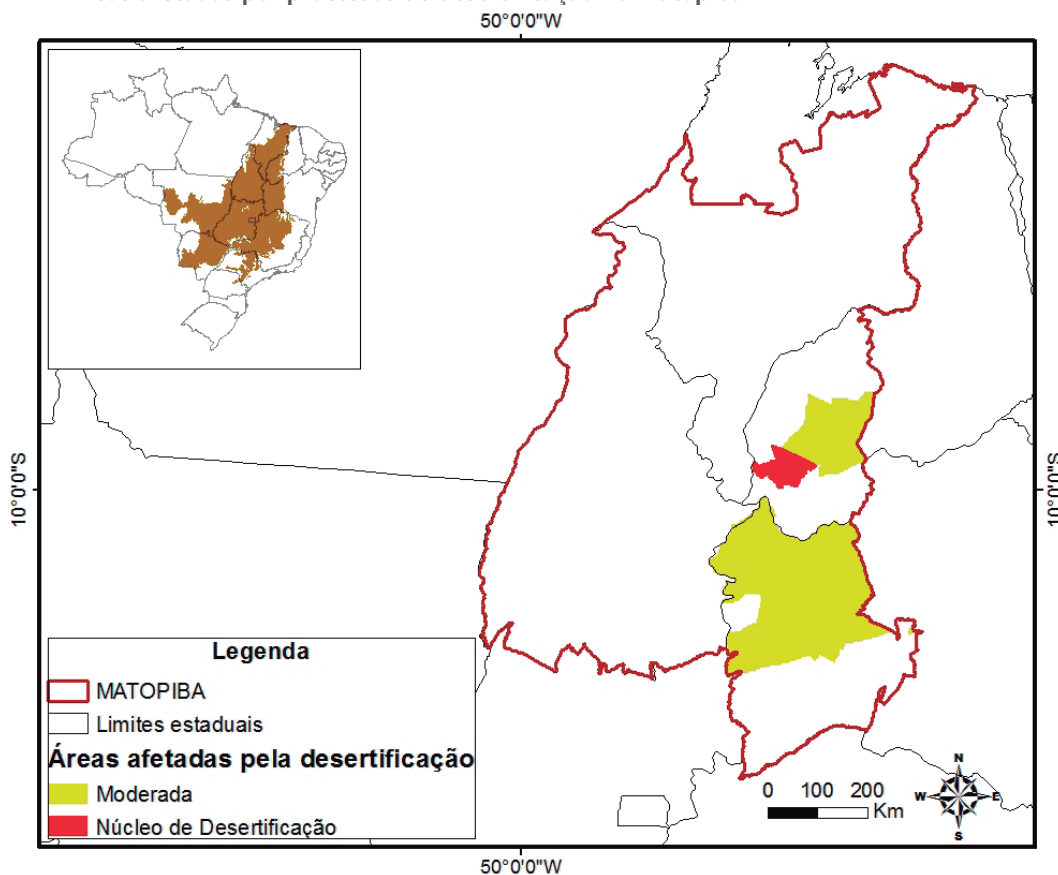 50°0'0"W
10°0'0"S
10°0'0"S
Legenda
MATOPIBA
Limites estaduais
Áreas afetadas pela desertificação
Moderada
Núcleo de Desertificação
0 100 200
Km
N
W E
S
50°0'0"W